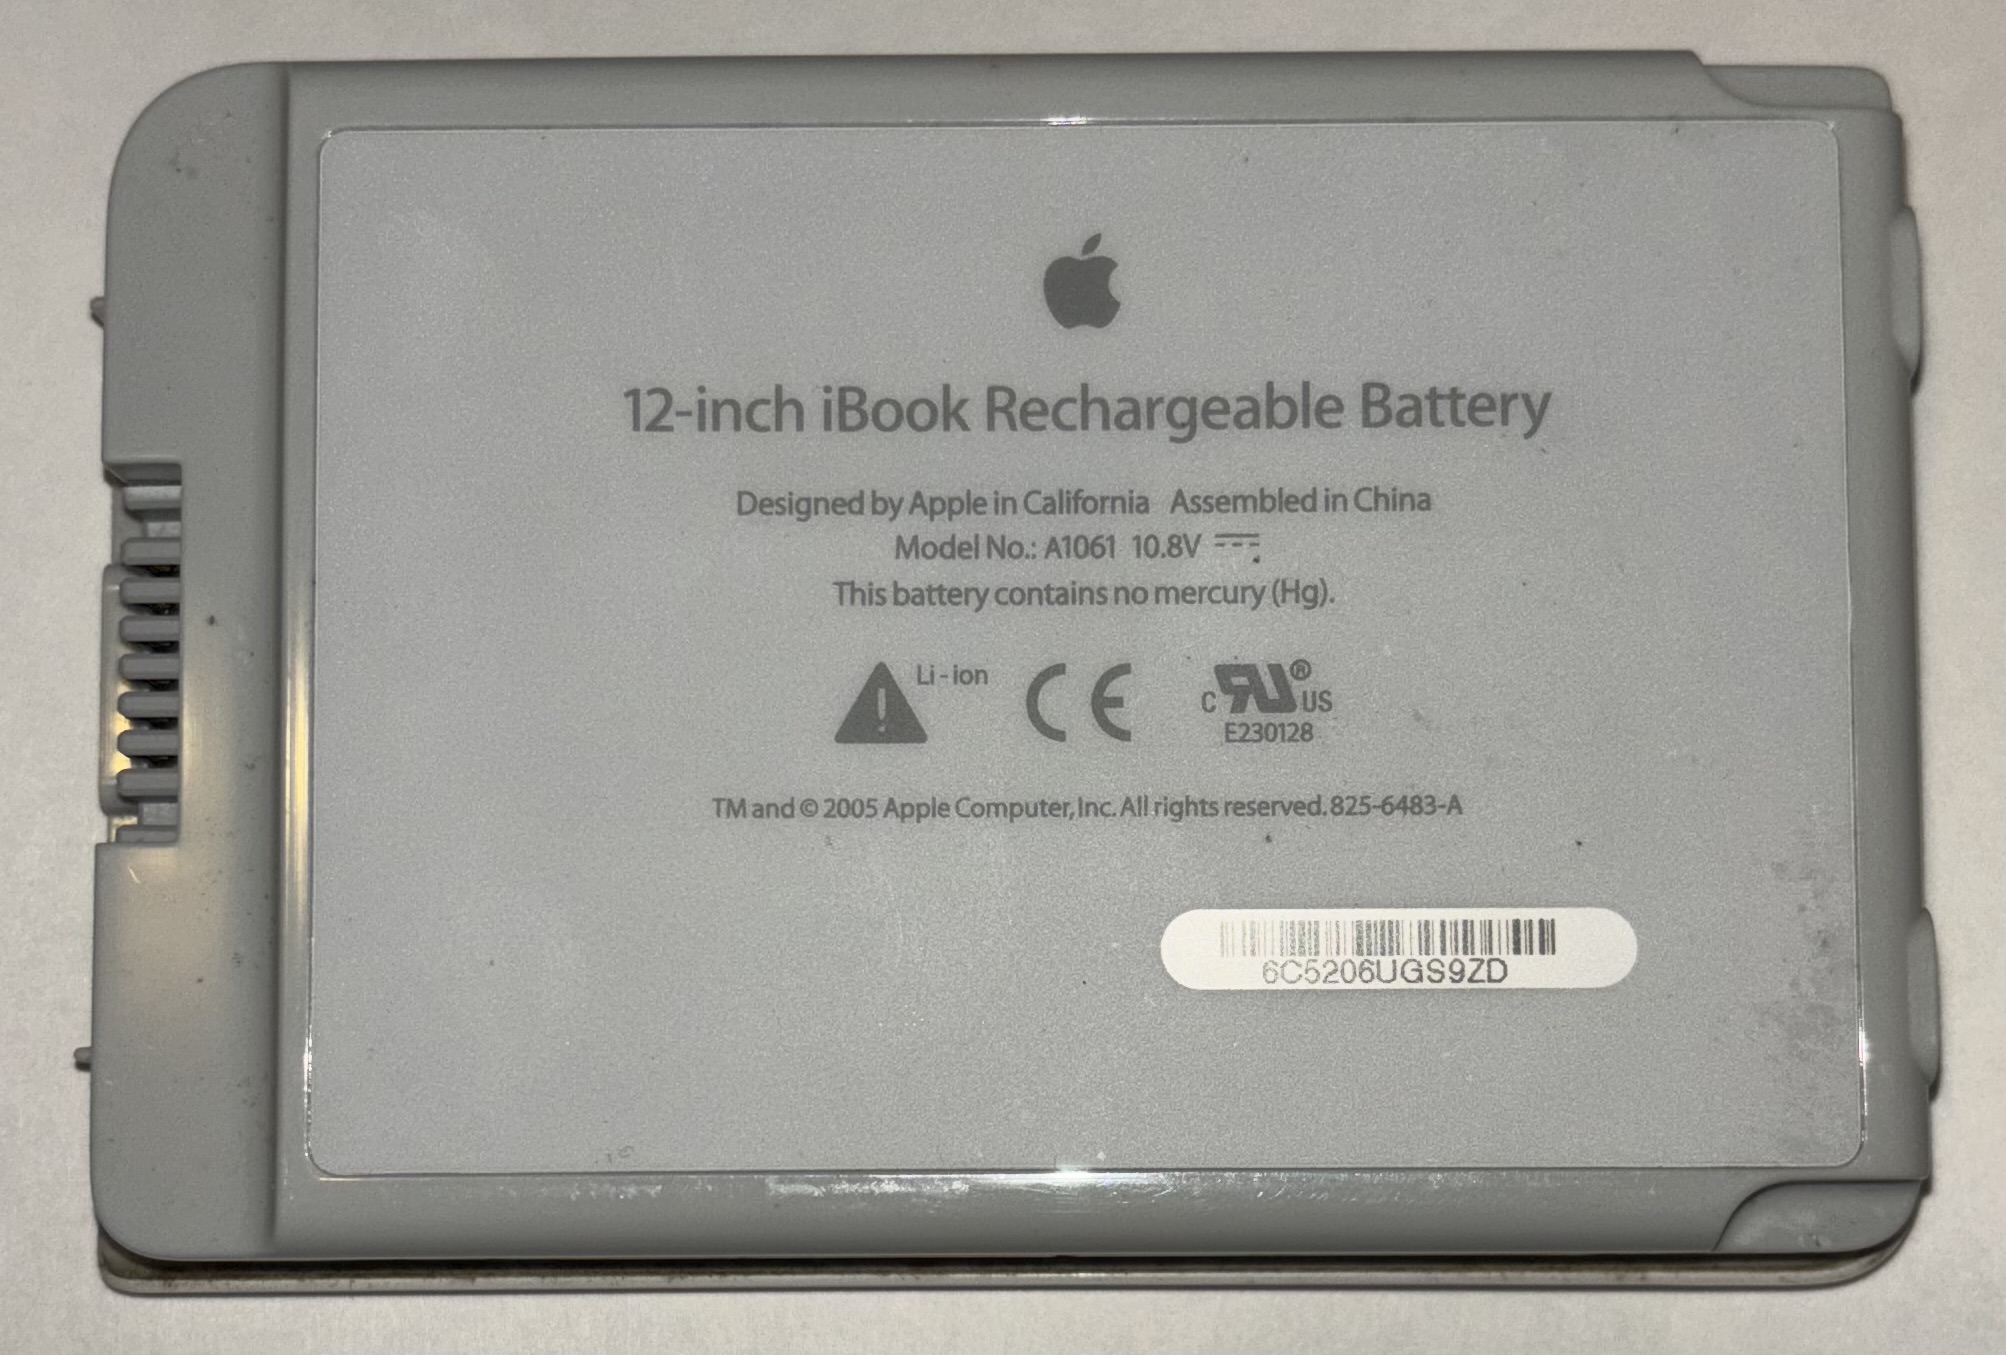 12-inch iBook Rechargeable Battery
Designed by Apple in California Assembled in China
Model No.: A1061 10.8V
This battery contains no mercury (Hg).
Li-ion CE C RU® US
E230128
TM and © 2005 Apple Computer, Inc. All rights reserved. 825-6483-A
6C5206UGS9ZD